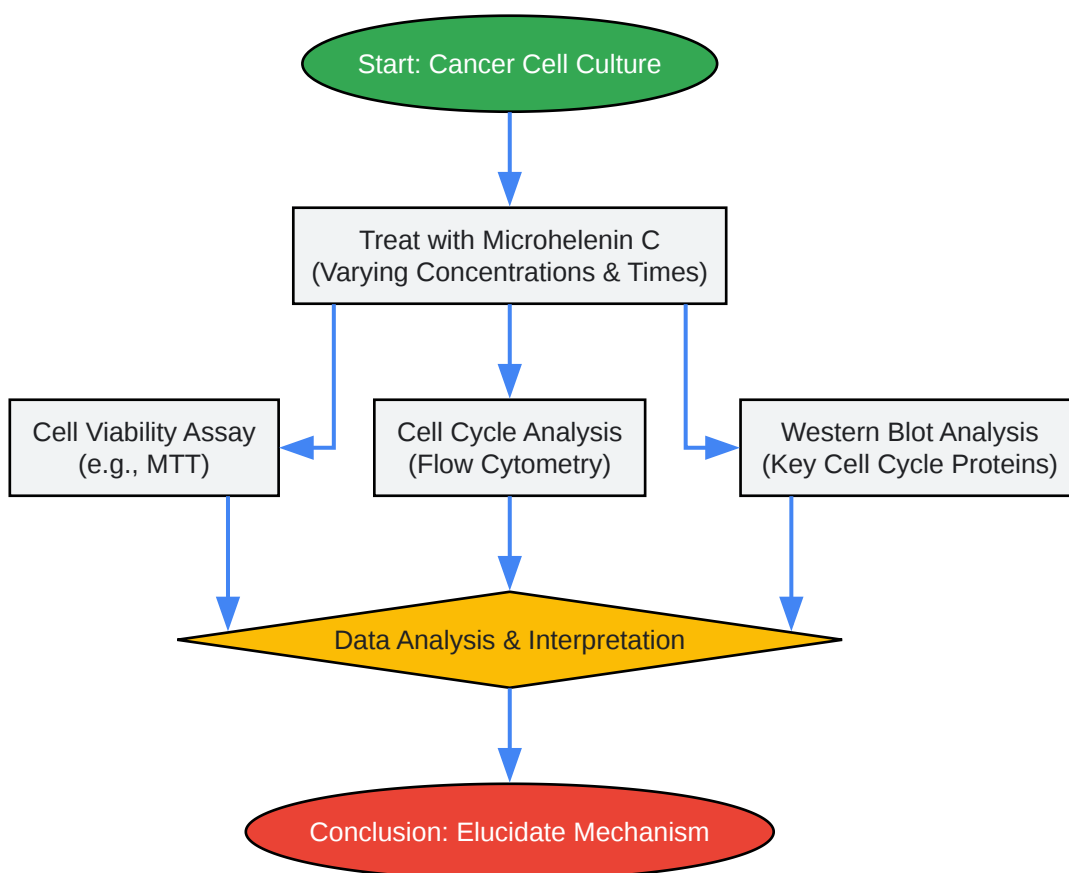 Start: Cancer Cell Culture
Treat with Microhelenin C
(Varying Concentrations & Times)
Cell Viability Assay
(e.g., MTT)
Cell Cycle Analysis
(Flow Cytometry)
Western Blot Analysis
(Key Cell Cycle Proteins)
Data Analysis & Interpretation
Conclusion: Elucidate Mechanism